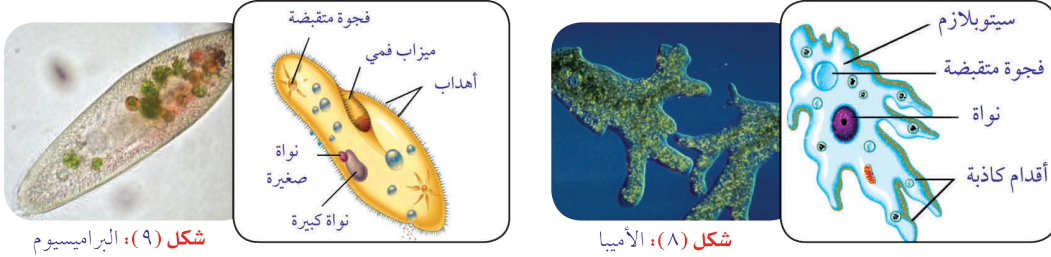 سيتوبلازم
فجوة متقبضة
نواة
أقدام كاذبة
شكل (٨): الأميبا
فجوة متقبضة
ميزاب فمي
أهداب
نواة
صغيرة
نواة كبيرة
شكل (٩): البراميسيوم